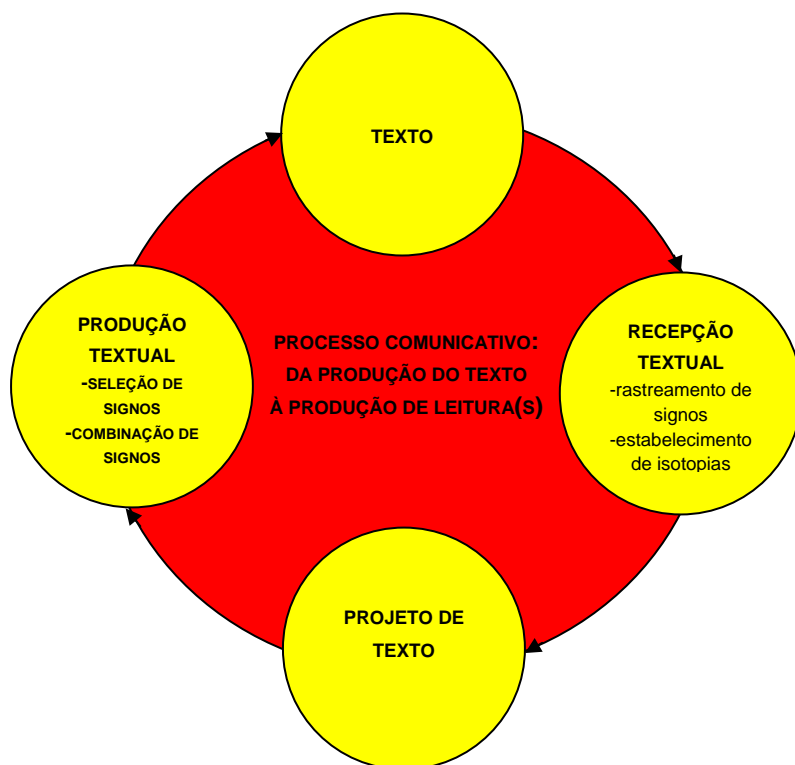 TEXTO
PRODUÇÃO
TEXTUAL
-SELEÇÃO DE
SIGNOS
-COMBINAÇÃO DE
SIGNOS
PROCESSO COMUNICATIVO:
DA PRODUÇÃO DO TEXTO
À PRODUÇÃO DE LEITURA(S)
RECEPÇÃO
TEXTUAL
-rastreamento de
signos
-estabelecimento
de isotopias
PROJETO DE
TEXTO